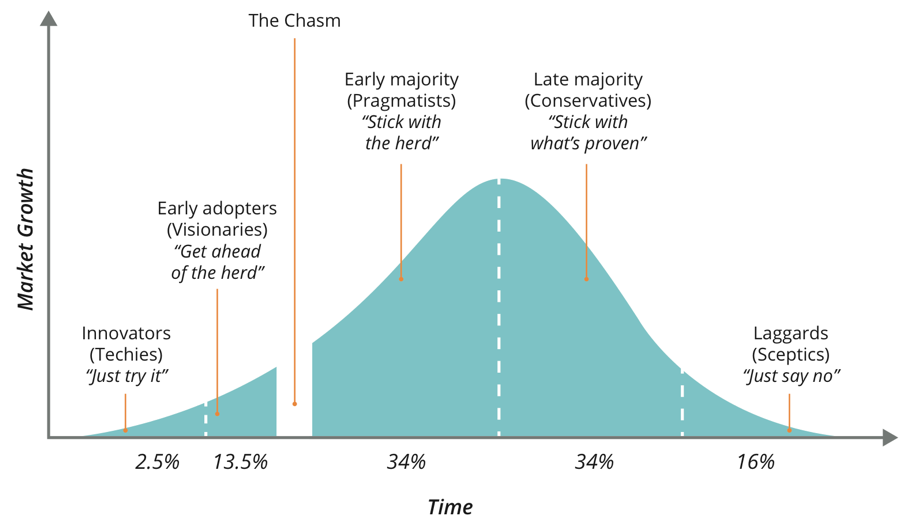 The Chasm
Early majority
(Pragmatists)
“Stick with
the herd”
Late majority
(Conservatives)
“Stick with
what’s proven”
Early adopters
(Visionaries)
“Get ahead
of the herd”
Innovators
(Techies)
“Just try it”
Laggards
(Sceptics)
“Just say no”
Market Growth
2.5%
13.5%
34%
34%
16%
Time